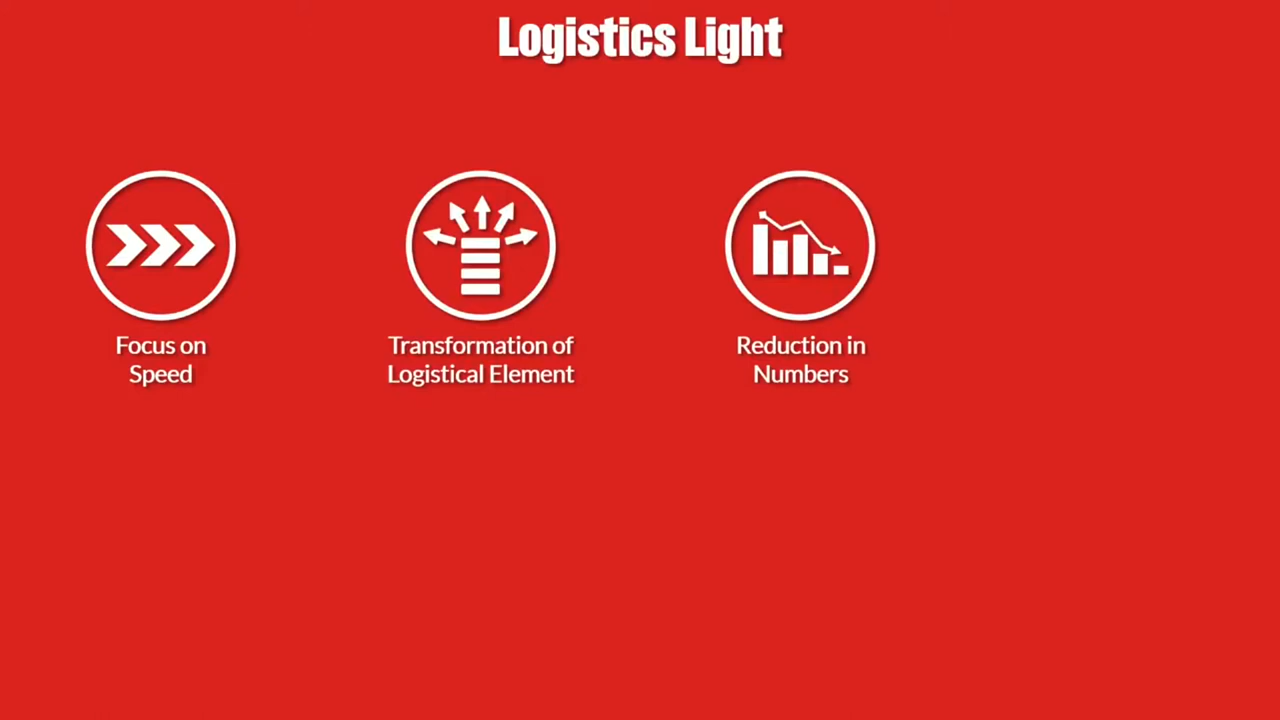 Logistics Light
Focus on
Speed
Transformation of
Logistical Element
Reduction in
Numbers